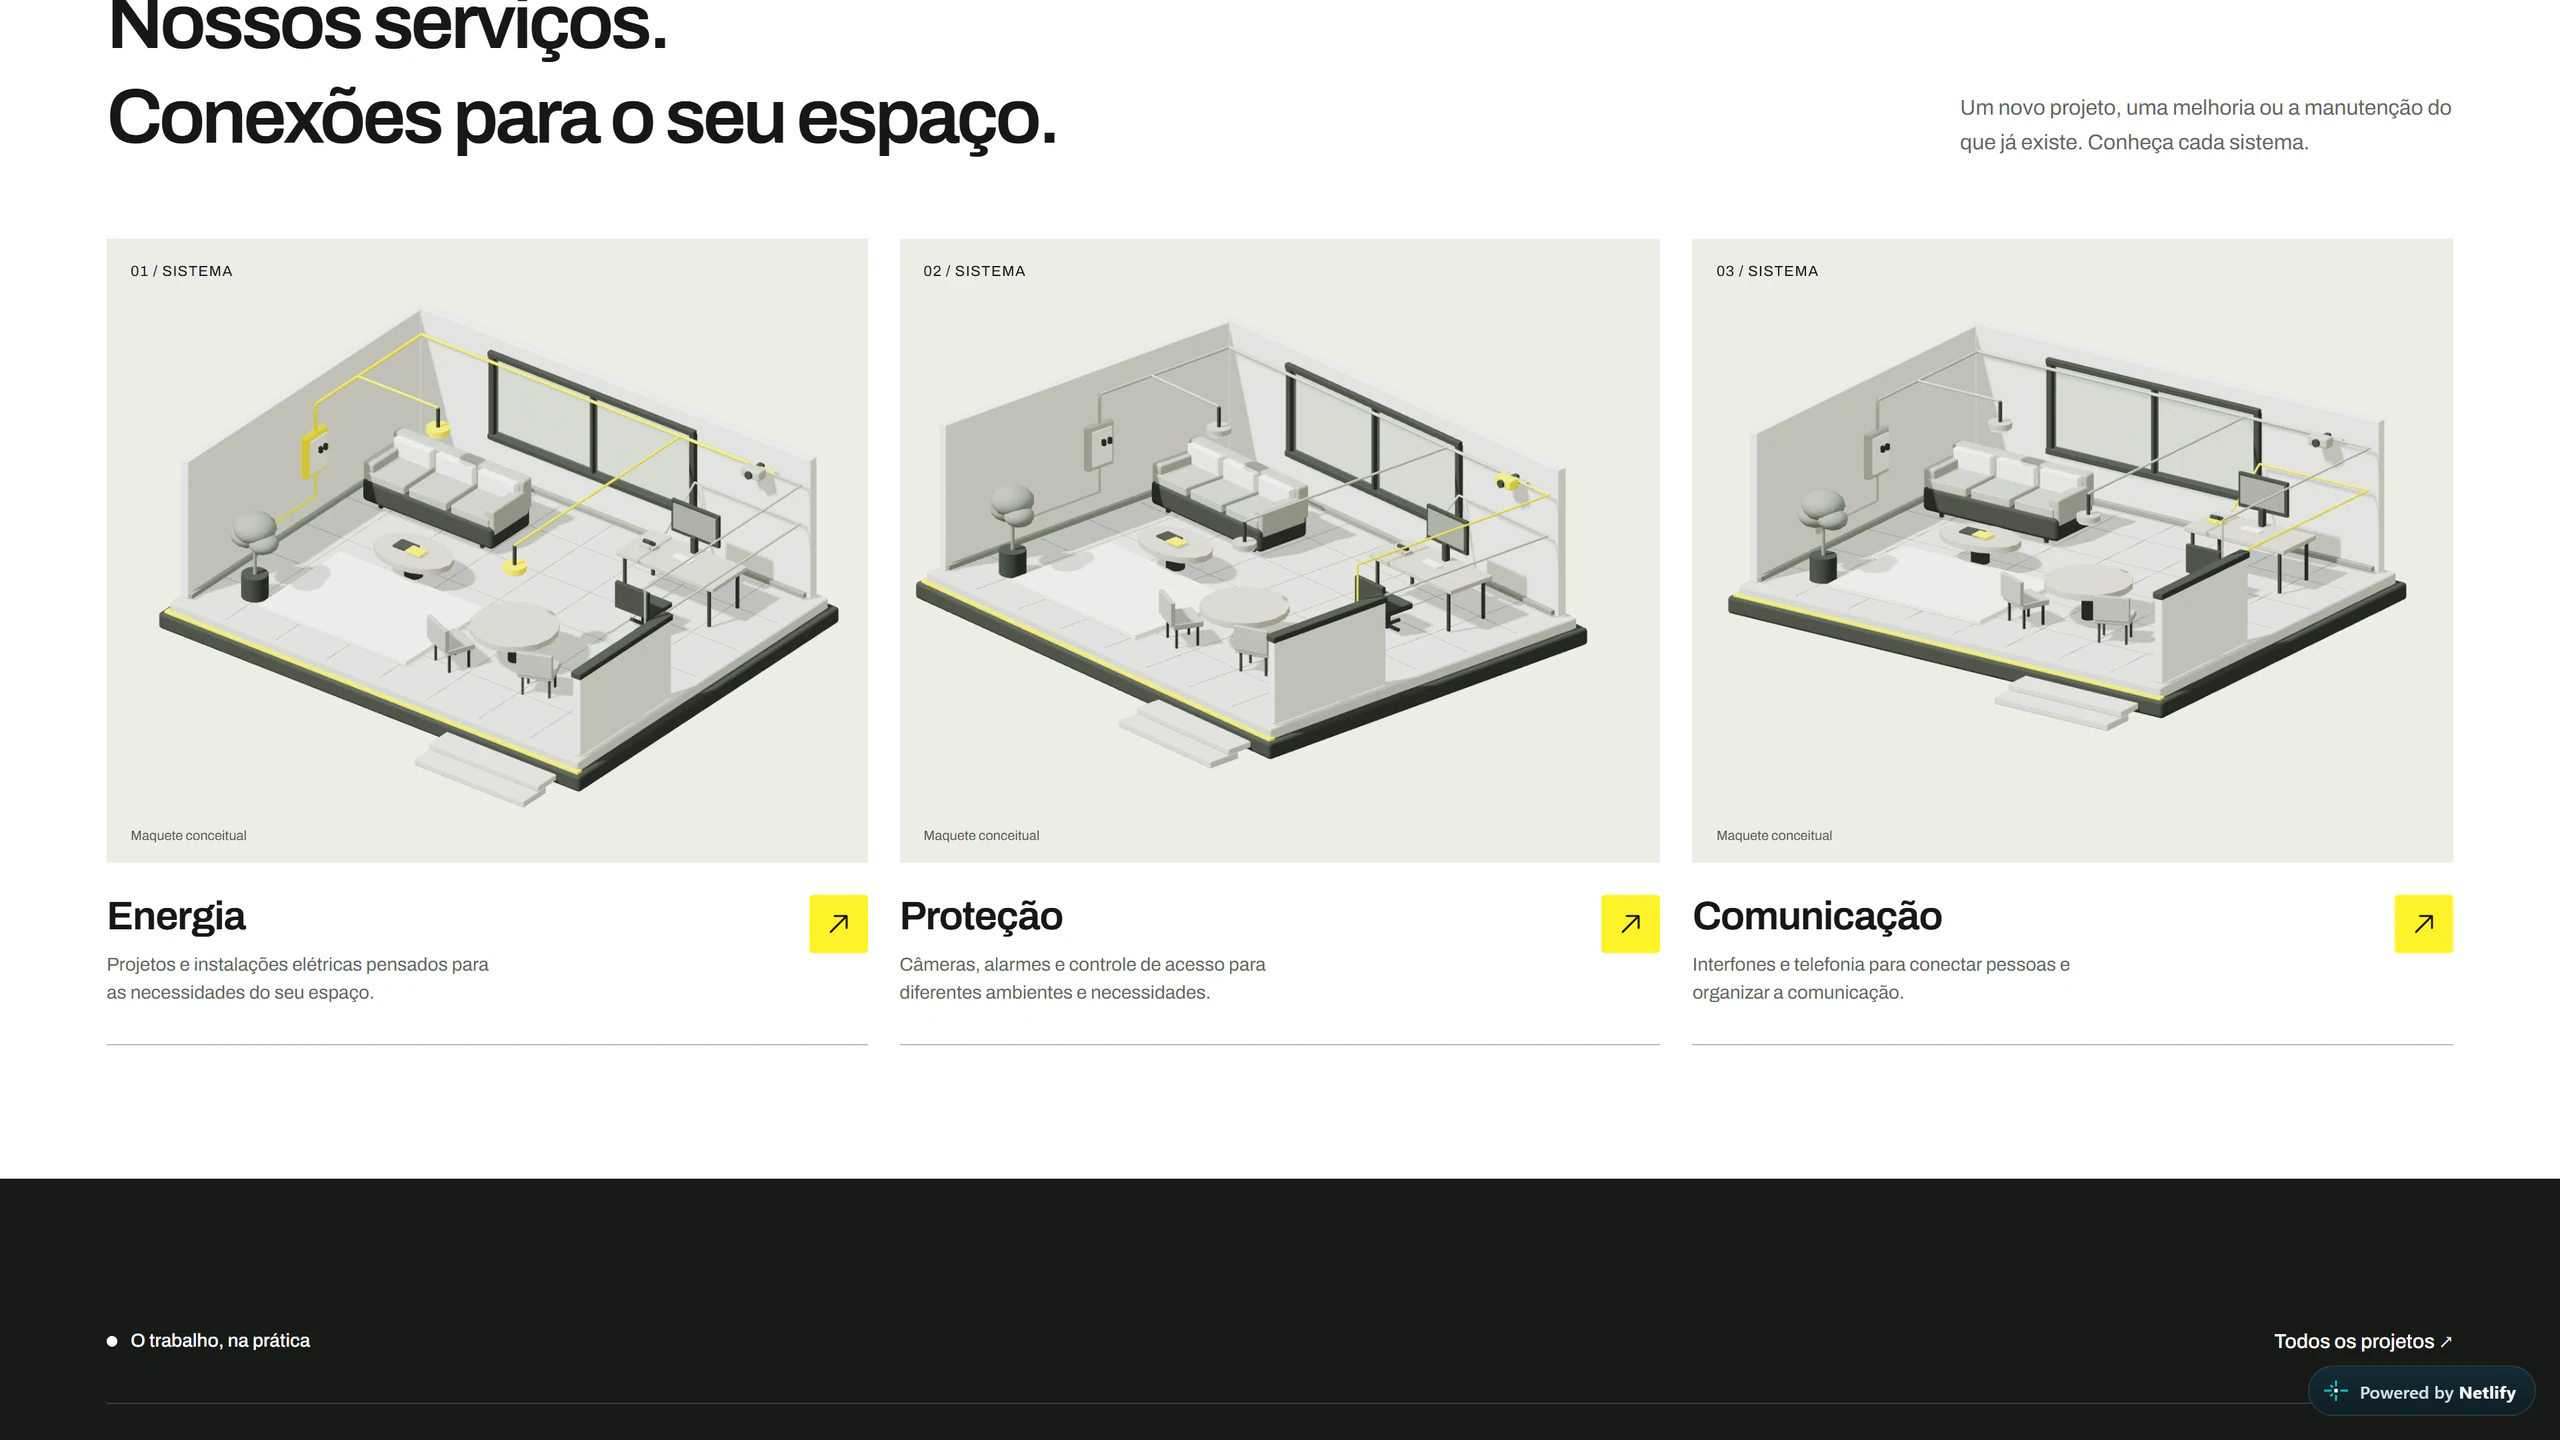 Nossos serviços.
Conexões para o seu espaço.
Um novo projeto, uma melhoria ou a manutenção do
que já existe. Conheça cada sistema.
01 / SISTEMA
Maquete conceitual
Energia
Projetos e instalações elétricas pensados para
as necessidades do seu espaço.
02 / SISTEMA
Maquete conceitual
Proteção
Câmeras, alarmes e controle de acesso para
diferentes ambientes e necessidades.
03 / SISTEMA
Maquete conceitual
Comunicação
Interfones e telefonia para conectar pessoas e
organizar a comunicação.
O trabalho, na prática
Todos os projetos ↗
Powered by Netlify